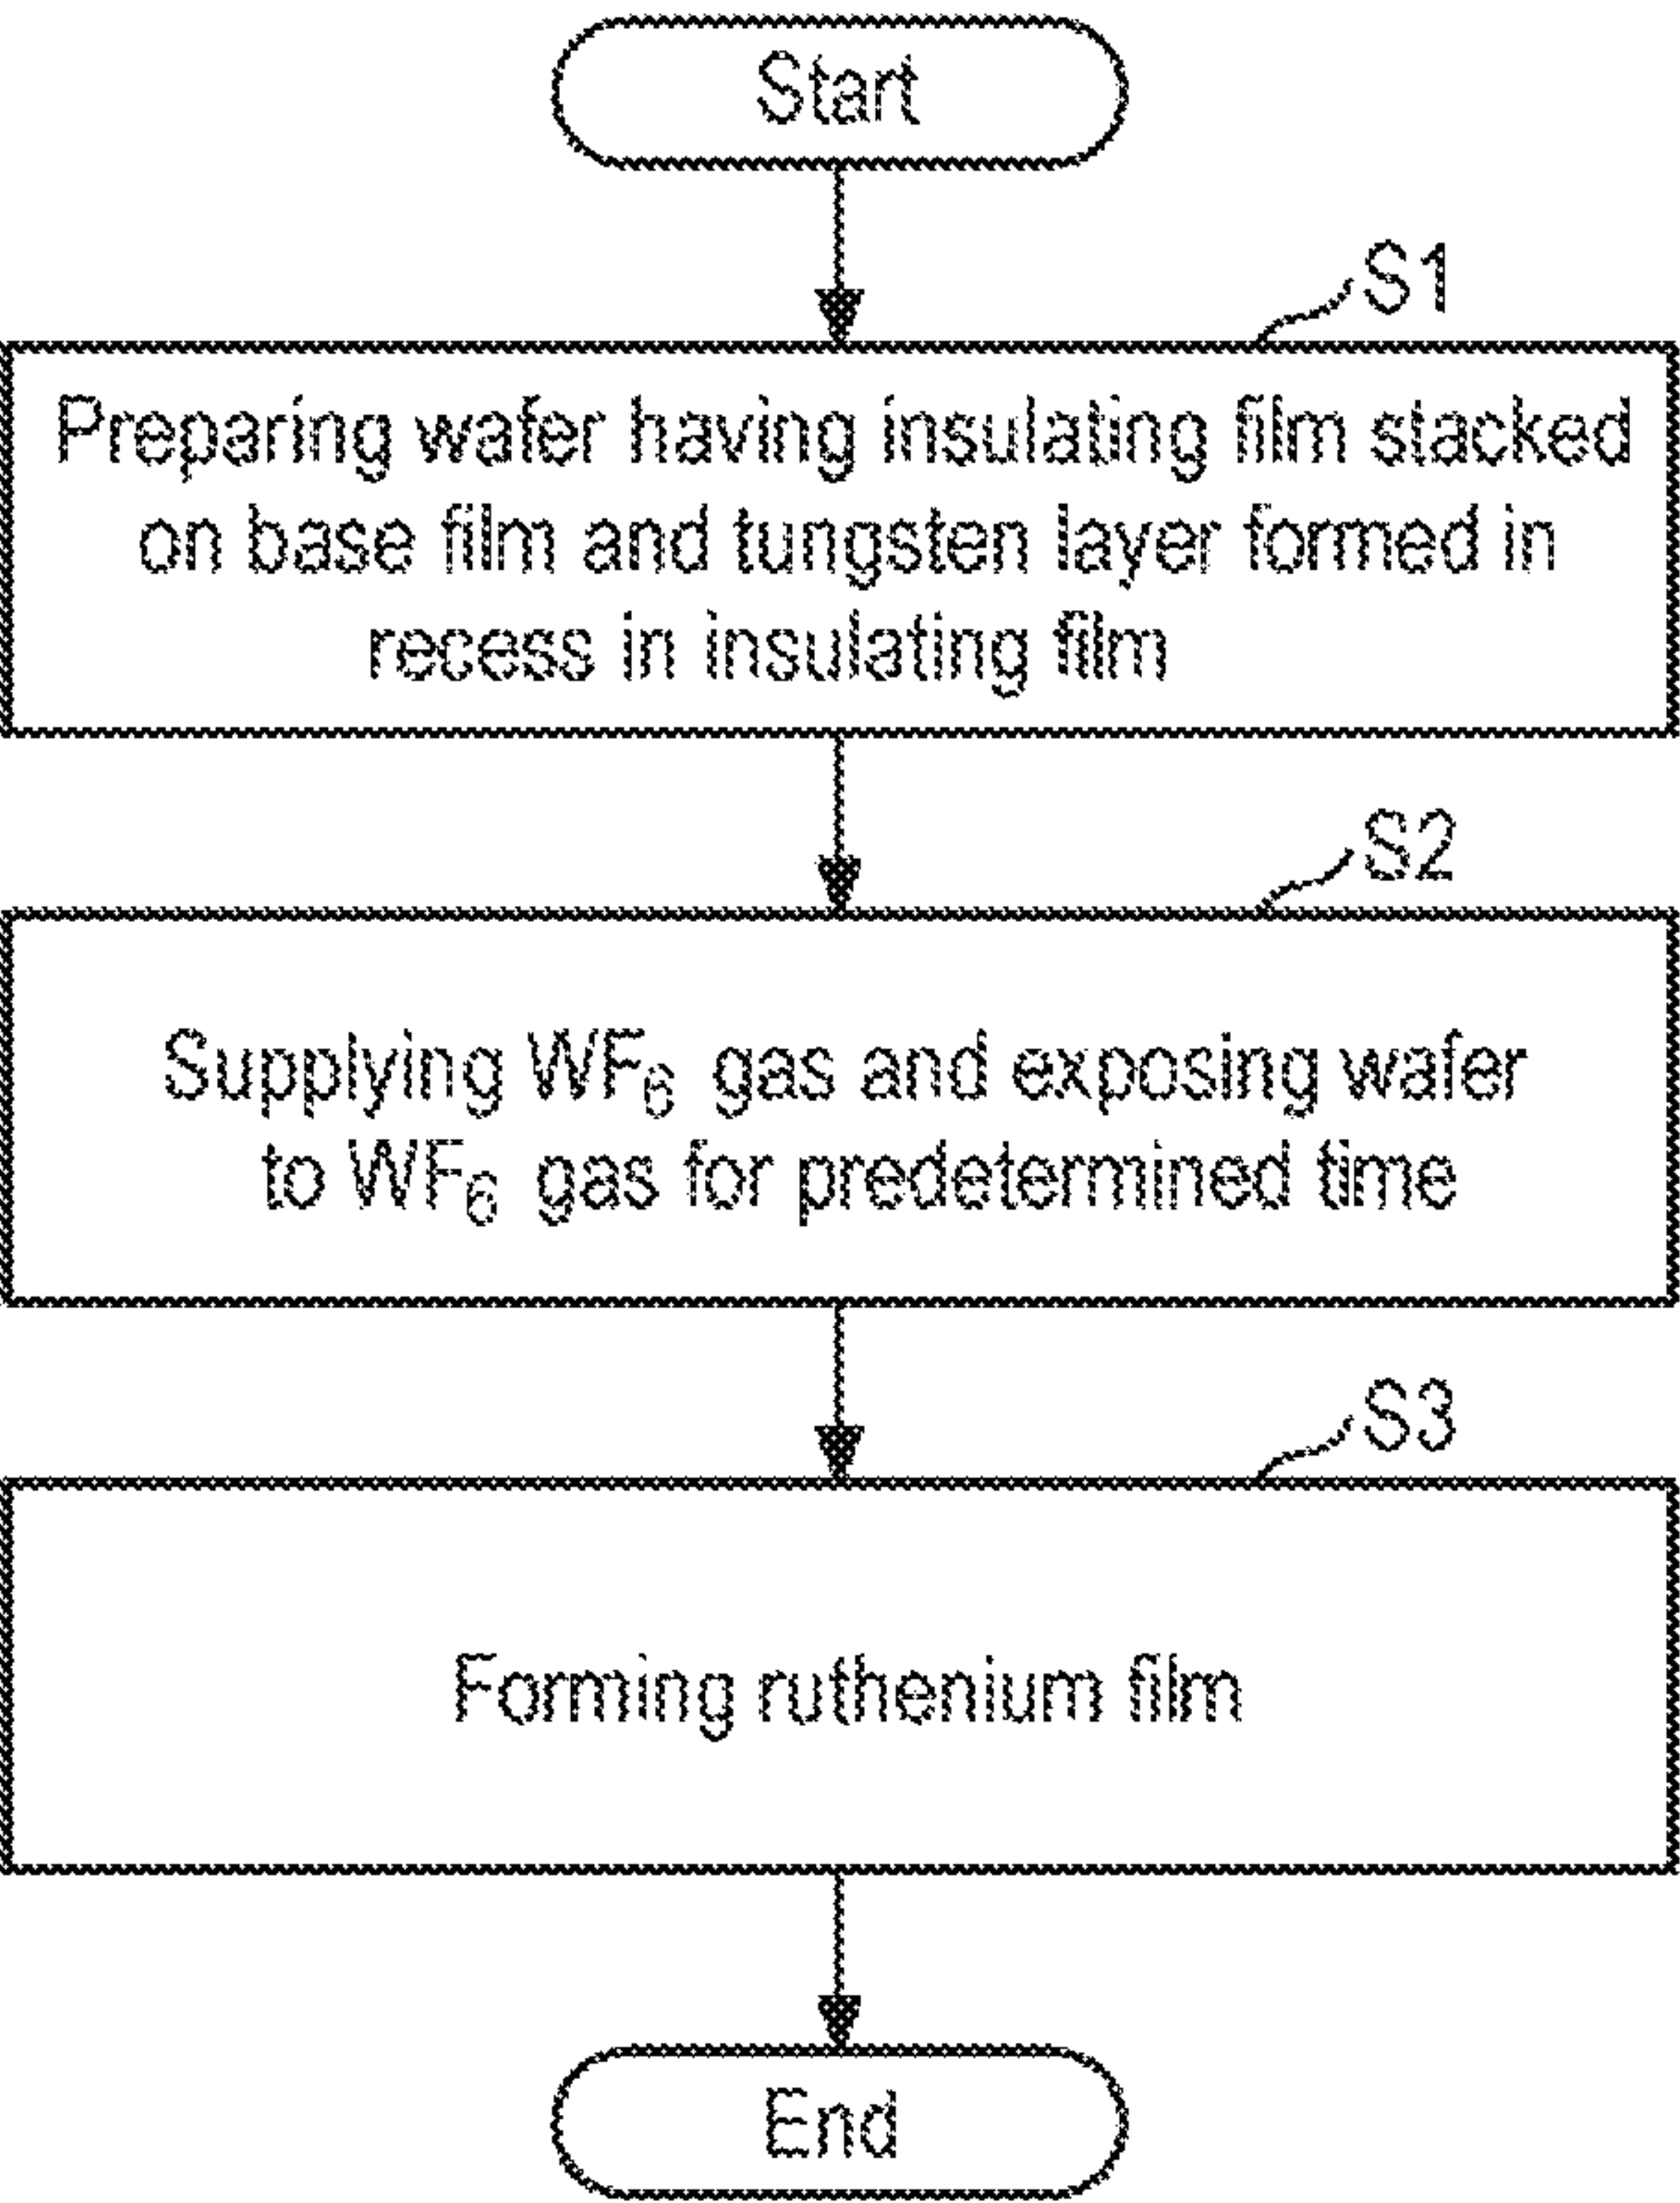 Start
S1
Preparing wafer having insulating film stacked
on base film and tungsten layer formed in
recess in insulating film
S2
Supplying WF₆ gas and exposing wafer
to WF₆ gas for predetermined time
S3
Forming ruthenium film
End